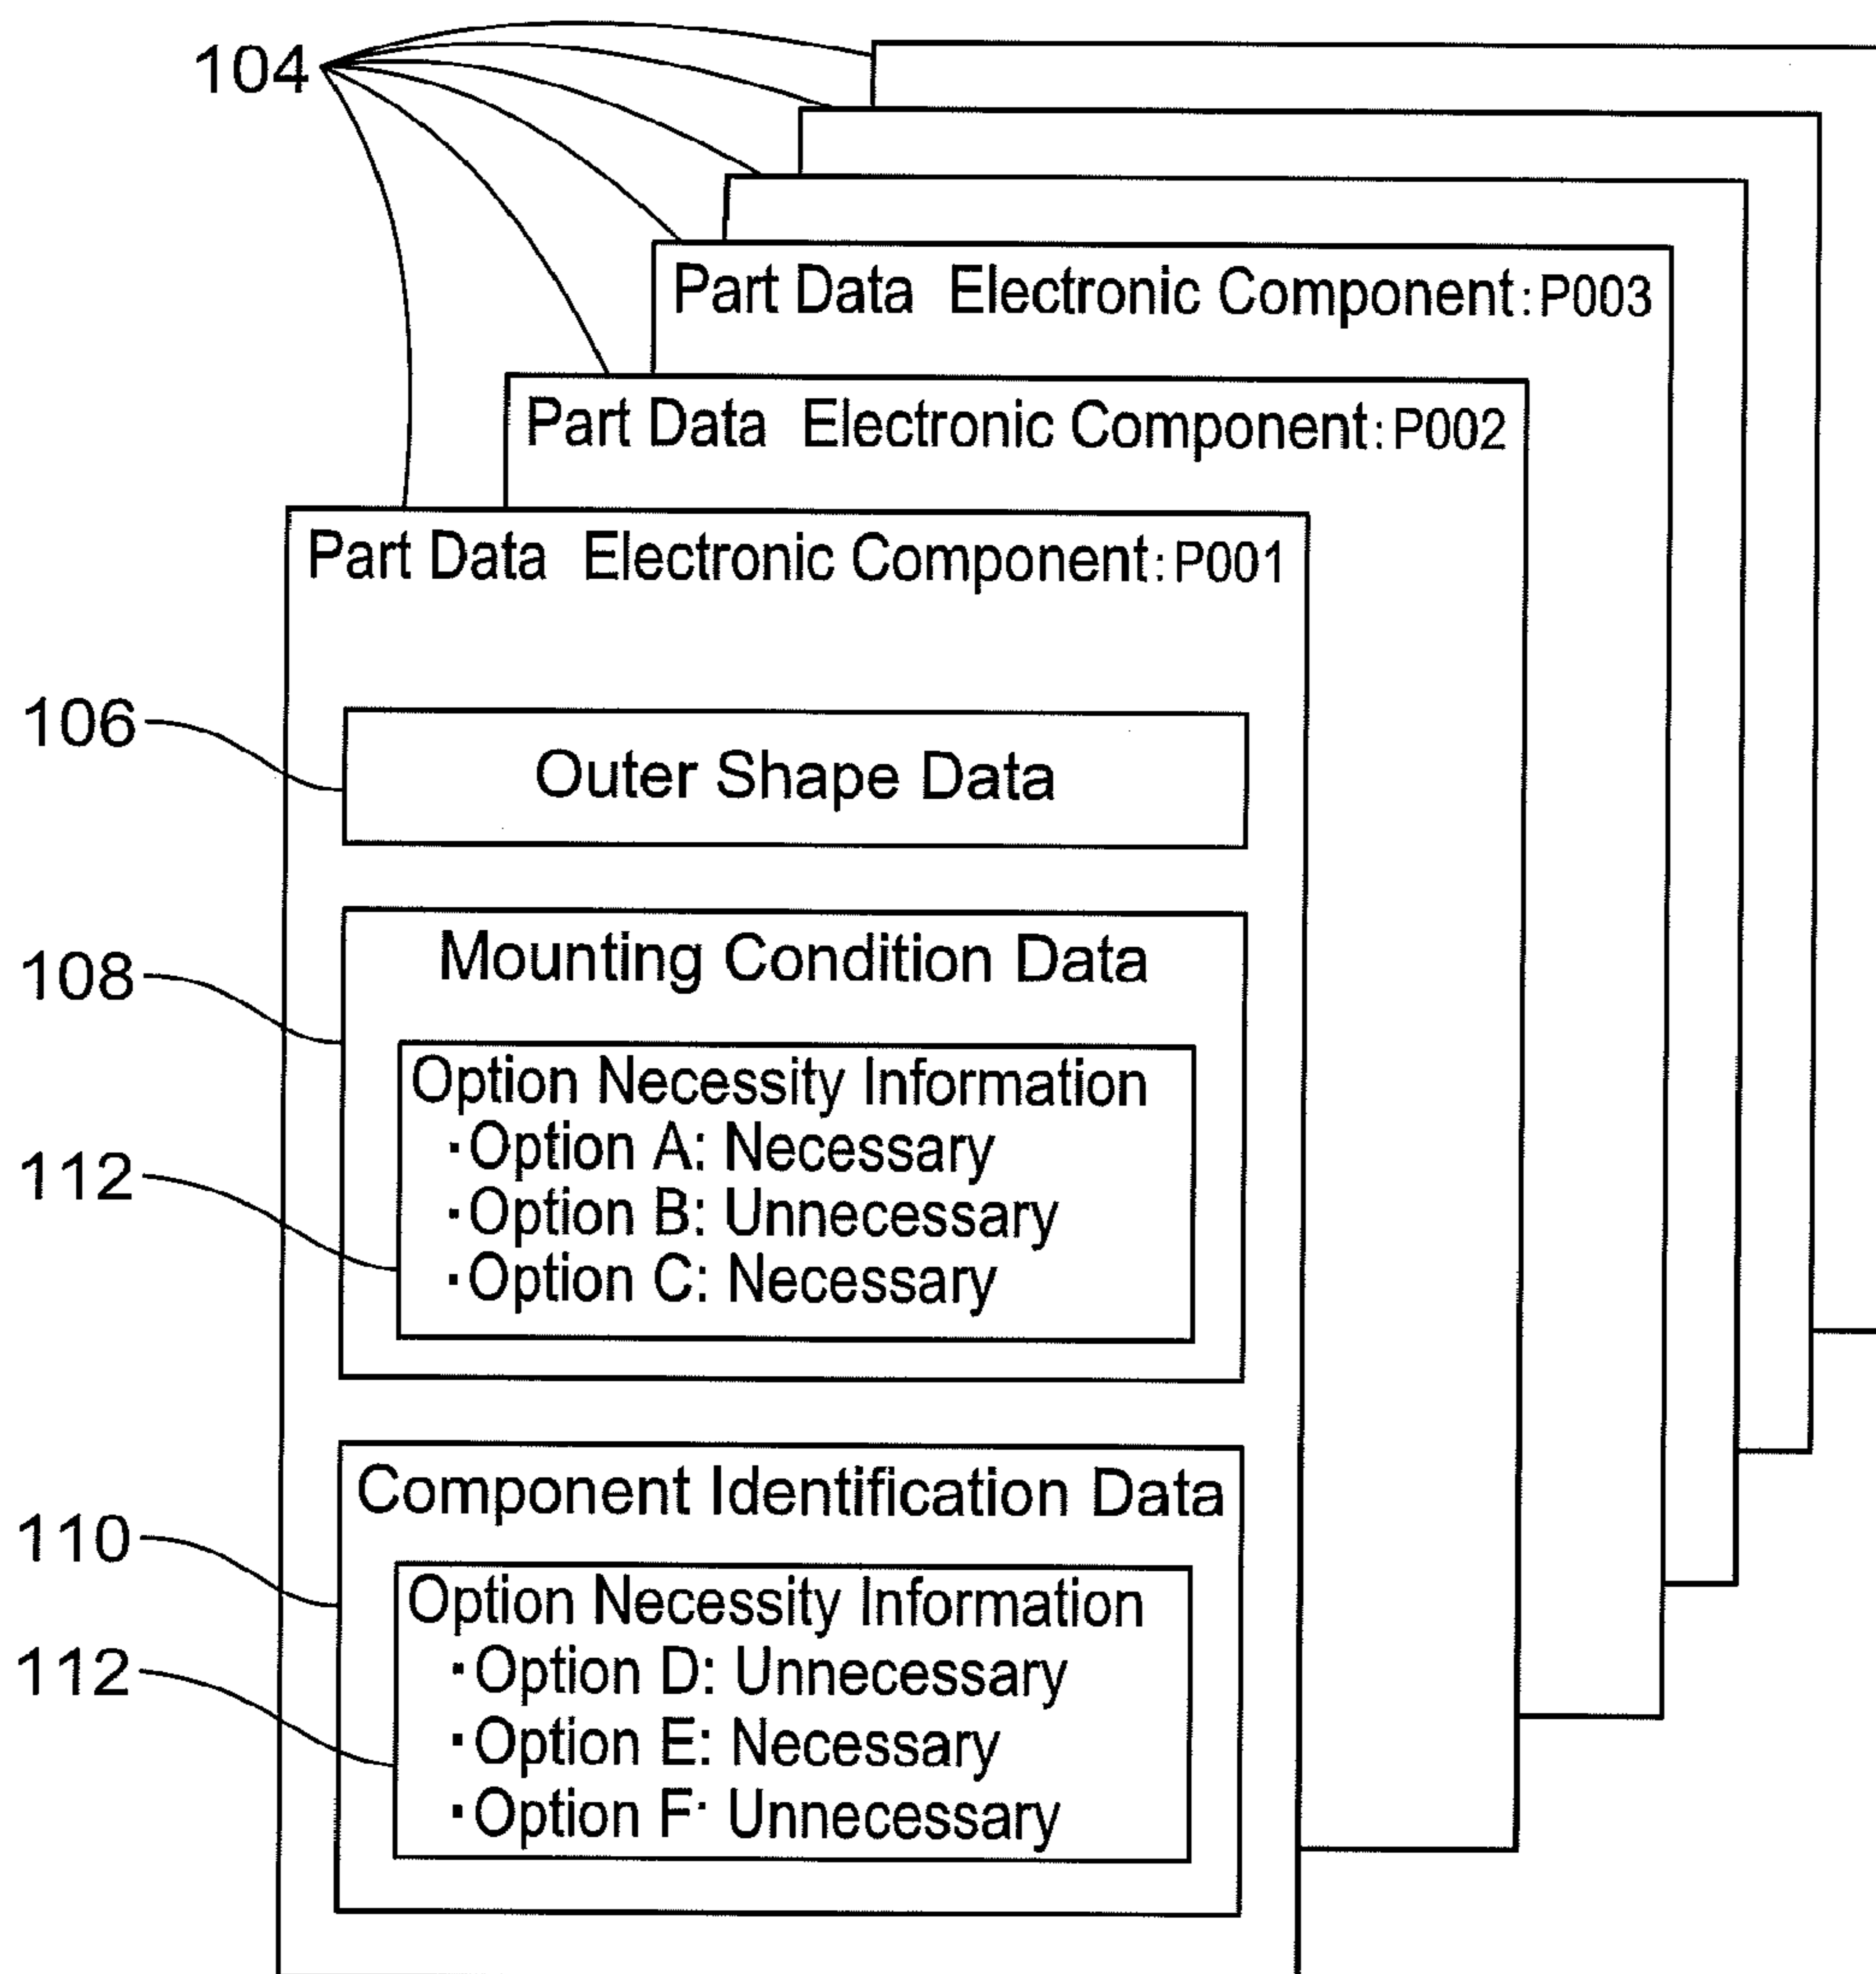 104
Part Data Electronic Component:P003
Part Data Electronic Component:P002
Part Data Electronic Component:P001
106
Outer Shape Data
108
Mounting Condition Data
Option Necessity Information
·Option A: Necessary
112
·Option B: Unnecessary
·Option C: Necessary
Component Identification Data
110
Option Necessity Information
112
·Option D: Unnecessary
·Option E: Necessary
·Option F· Unnecessary